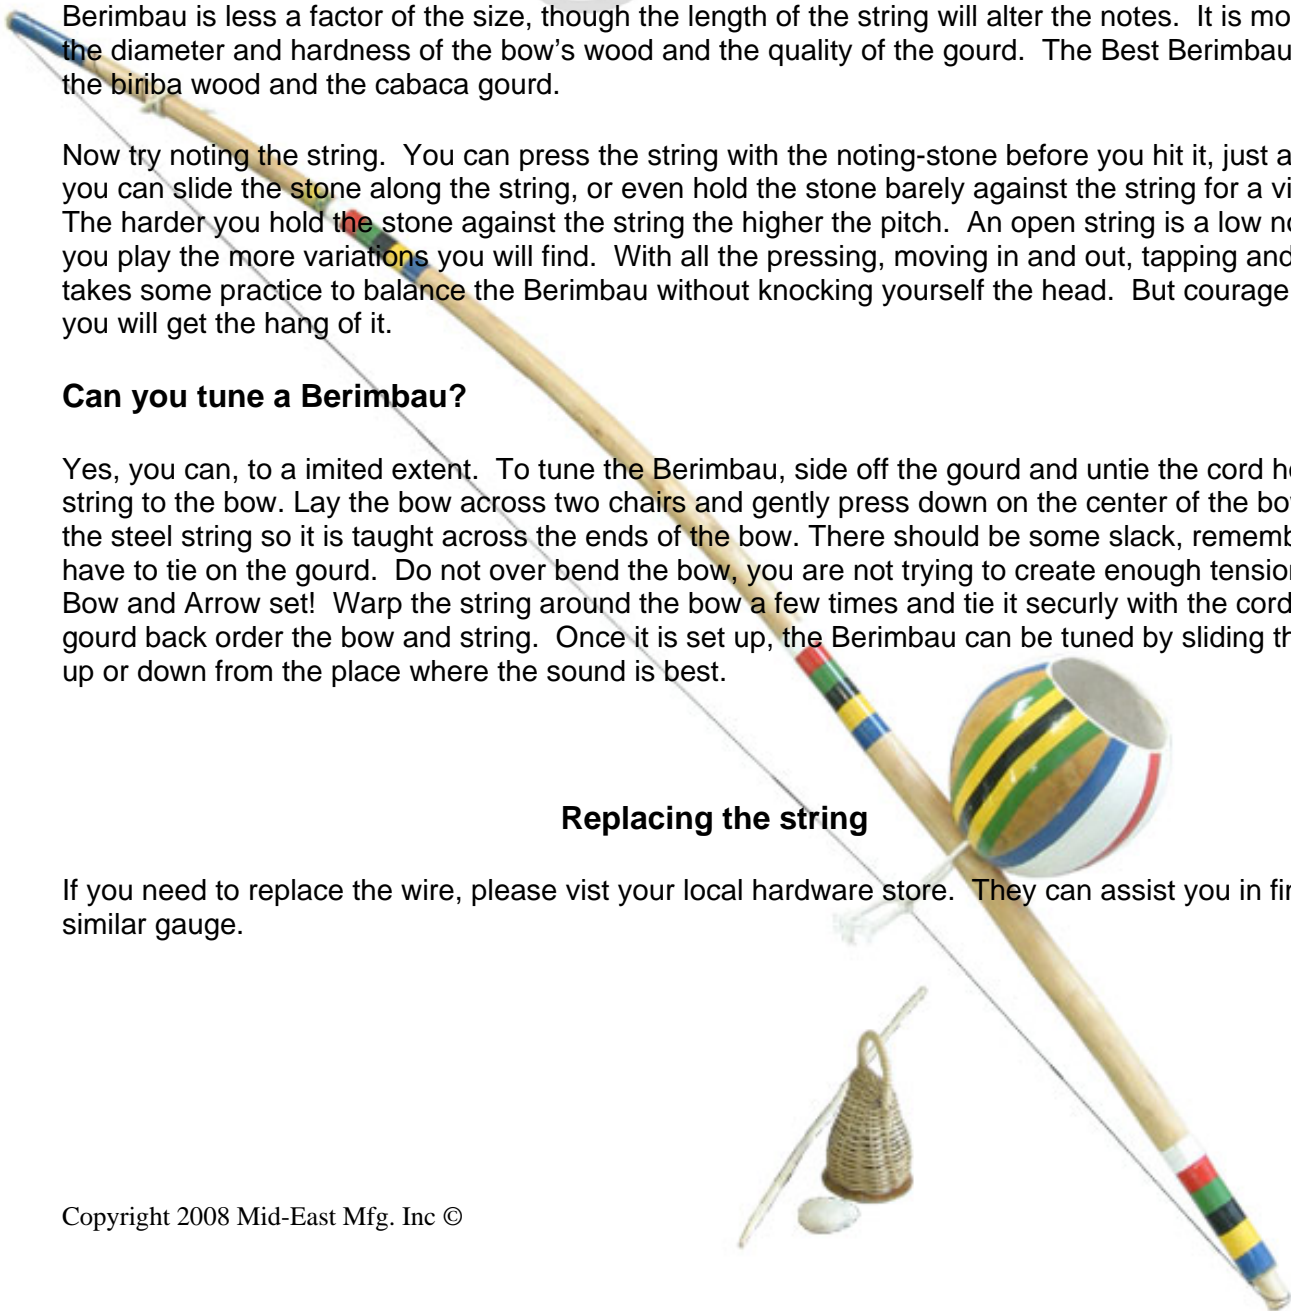 Berimbau is less a factor of the size, though the length of the string will alter the notes.  It is mo
the diameter and hardness of the bow's wood and the quality of the gourd.  The Best Berimbau
the biriba wood and the cabaca gourd.
Now try noting the string.  You can press the string with the noting-stone before you hit it, just a
you can slide the stone along the string, or even hold the stone barely against the string for a vi
The harder you hold the stone against the string the higher the pitch.  An open string is a low no
you play the more variations you will find.  With all the pressing, moving in and out, tapping and
takes some practice to balance the Berimbau without knocking yourself the head.  But courage
you will get the hang of it.
Can you tune a Berimbau?
Yes, you can, to a imited extent.  To tune the Berimbau, side off the gourd and untie the cord ho
string to the bow. Lay the bow across two chairs and gently press down on the center of the bow
the steel string so it is taught across the ends of the bow. There should be some slack, rememb
have to tie on the gourd.  Do not over bend the bow, you are not trying to create enough tension
Bow and Arrow set!  Warp the string around the bow a few times and tie it securly with the cord
gourd back order the bow and string.  Once it is set up, the Berimbau can be tuned by sliding th
up or down from the place where the sound is best.
Replacing the string
If you need to replace the wire, please vist your local hardware store.  They can assist you in fin
similar gauge.
Copyright 2008 Mid-East Mfg. Inc ©